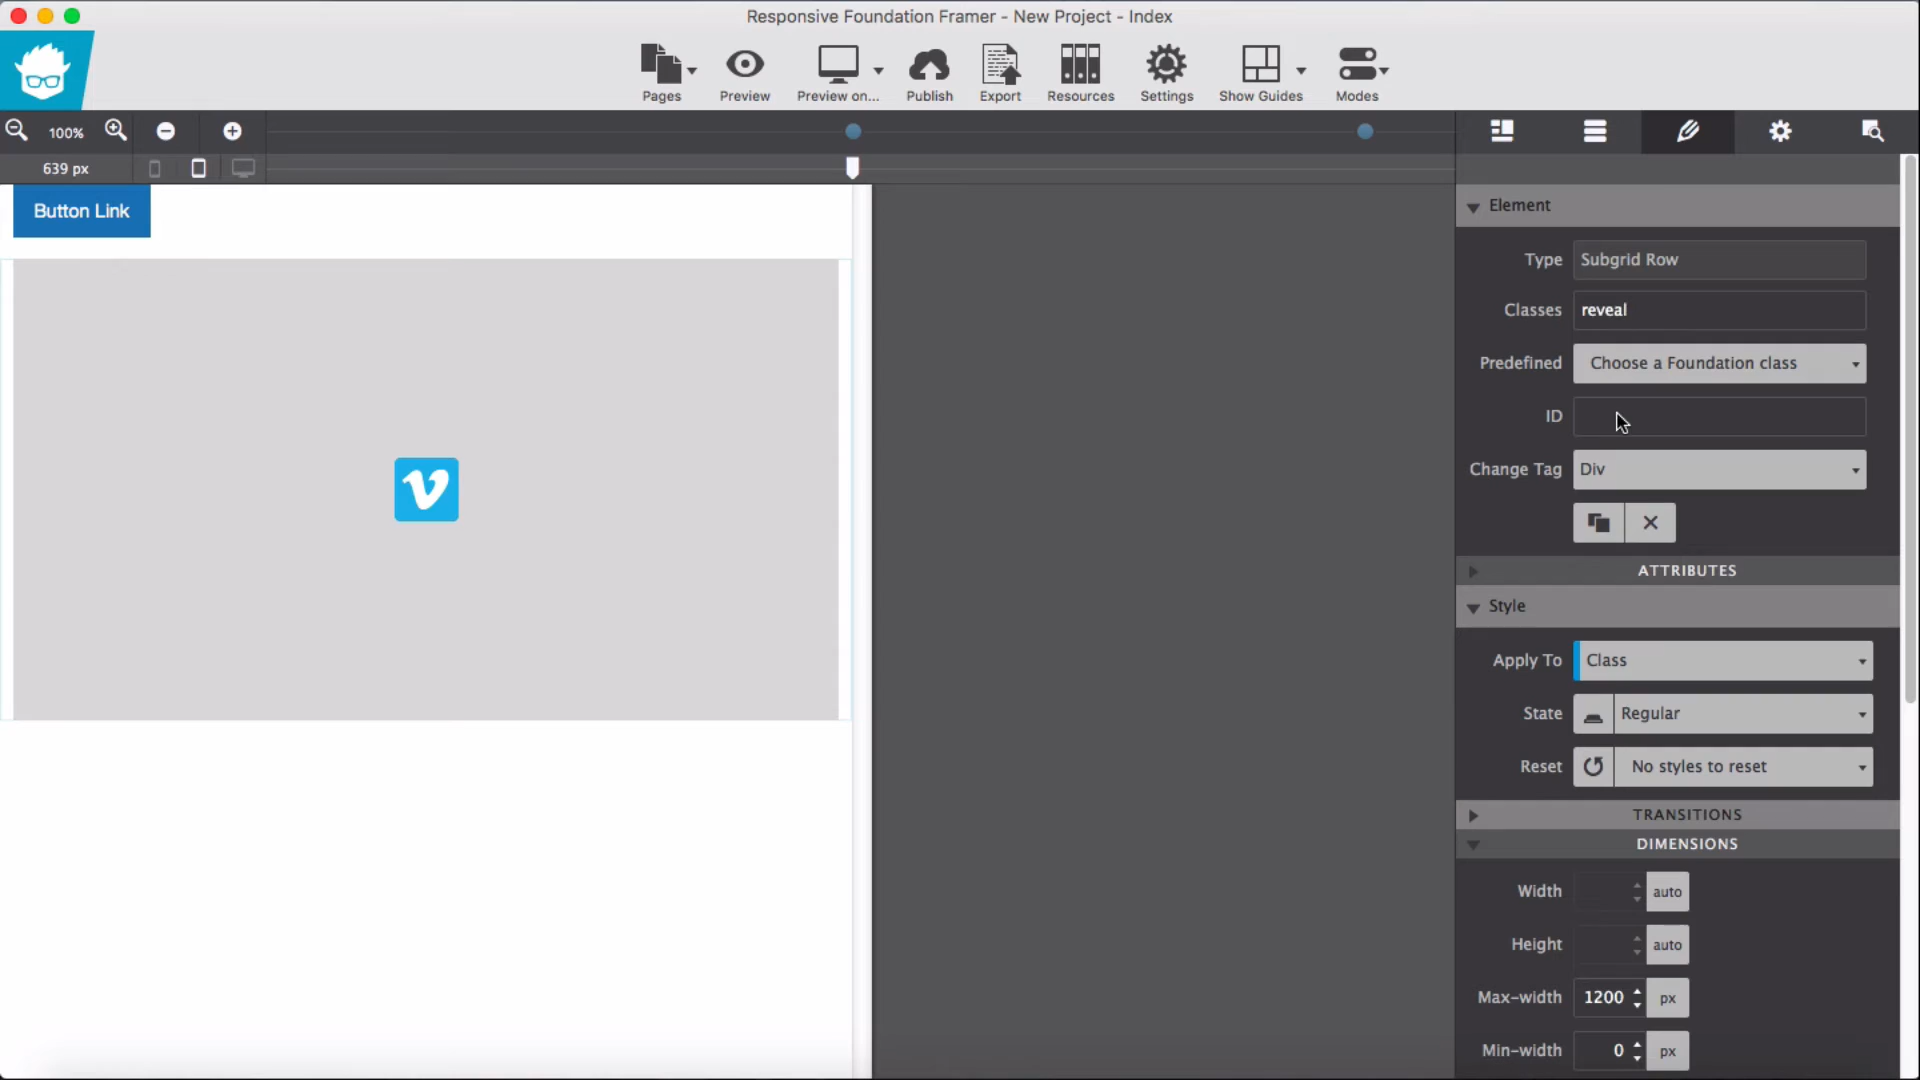 Responsive Foundation Framer - New Project - Index
Pages
Preview
Preview on...
Publish
Export
Resources
Settings
Show Guides
Modes
100%
639 px
Button Link
Element
Type Subgrid Row
Classes reveal
Predefined Choose a Foundation class
ID
Change Tag Div
ATTRIBUTES
Style
Apply To Class
State Regular
Reset No styles to reset
TRANSITIONS
DIMENSIONS
Width auto
Height auto
Max-width 1200 px
Min-width 0 px